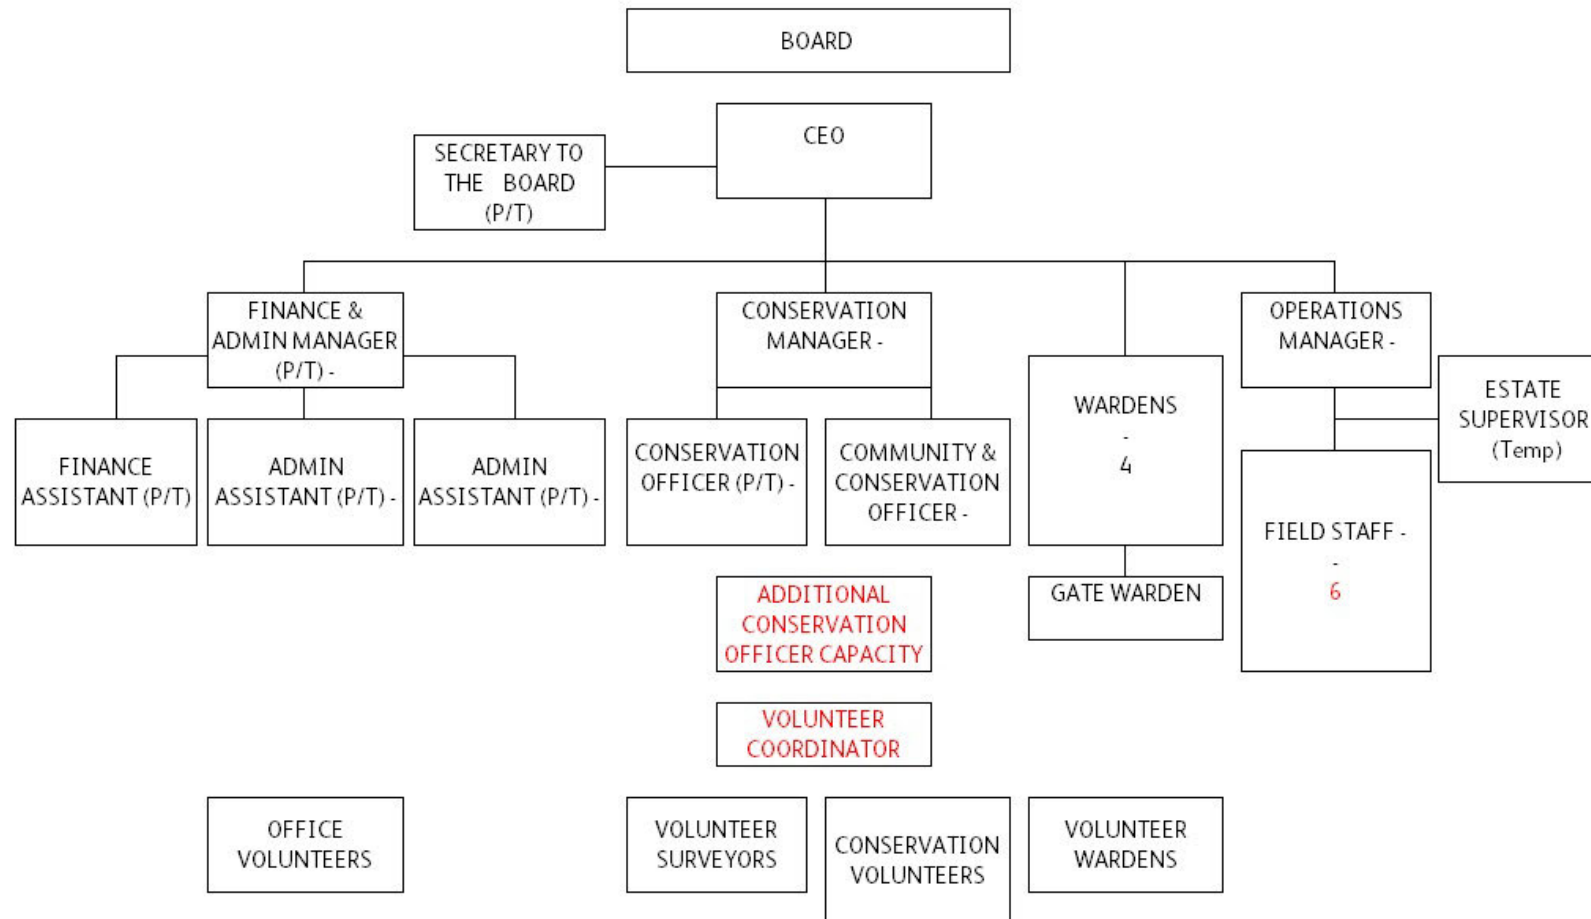 BOARD
CEO
SECRETARY TO
THE BOARD
(P/T)
FINANCE &
ADMIN MANAGER
(P/T) -
CONSERVATION
MANAGER -
OPERATIONS
MANAGER -
WARDENS
-
4
ESTATE
SUPERVISOR
(Temp)
FINANCE
ASSISTANT (P/T)
ADMIN
ASSISTANT (P/T) -
ADMIN
ASSISTANT (P/T) -
CONSERVATION
OFFICER (P/T) -
COMMUNITY &
CONSERVATION
OFFICER -
FIELD STAFF -
-
6
ADDITIONAL
CONSERVATION
OFFICER CAPACITY
GATE WARDEN
VOLUNTEER
COORDINATOR
OFFICE
VOLUNTEERS
VOLUNTEER
SURVEYORS
CONSERVATION
VOLUNTEERS
VOLUNTEER
WARDENS